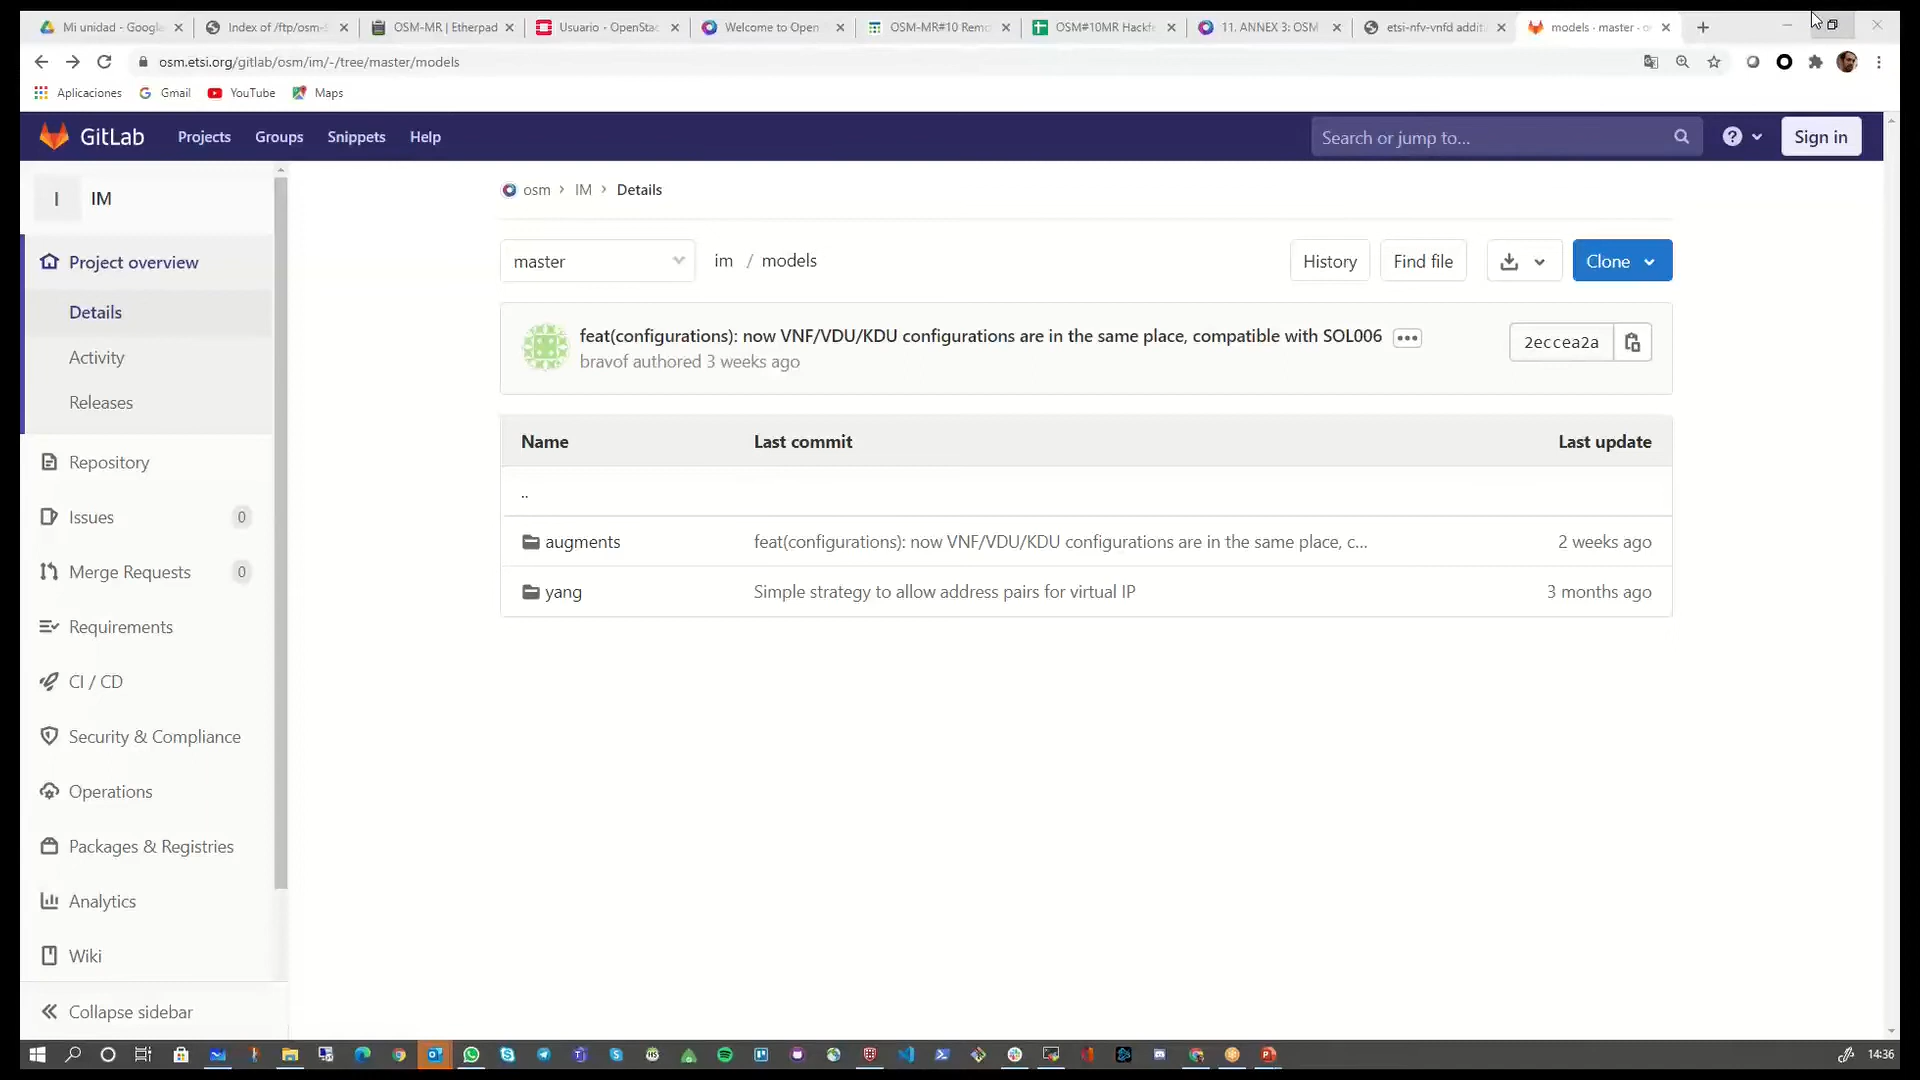 Mi unidad - Google
Index of /ftp/osm-
OSM-MR | Etherpad
Usuario - OpenStac
Welcome to Open
OSM-MR#10 Remo
OSM#10MR Hackfe
11. ANNEX 3: OSM
etsi-nfv-vnfd addit
models · master · o
osm.etsi.org/gitlab/osm/im/-/tree/master/models
Aplicaciones
Gmail
YouTube
Maps
GitLab
Projects
Groups
Snippets
Help
Search or jump to...
Sign in
I
IM
osm > IM > Details
Project overview
Details
Activity
Releases
Repository
Issues 0
Merge Requests 0
Requirements
CI / CD
Security & Compliance
Operations
Packages & Registries
Analytics
Wiki
Collapse sidebar
master
im / models
History
Find file
Clone
feat(configurations): now VNF/VDU/KDU configurations are in the same place, compatible with SOL006
bravof authored 3 weeks ago
2eccea2a
Name Last commit Last update
..
augments feat(configurations): now VNF/VDU/KDU configurations are in the same place, c... 2 weeks ago
yang Simple strategy to allow address pairs for virtual IP 3 months ago
14:36